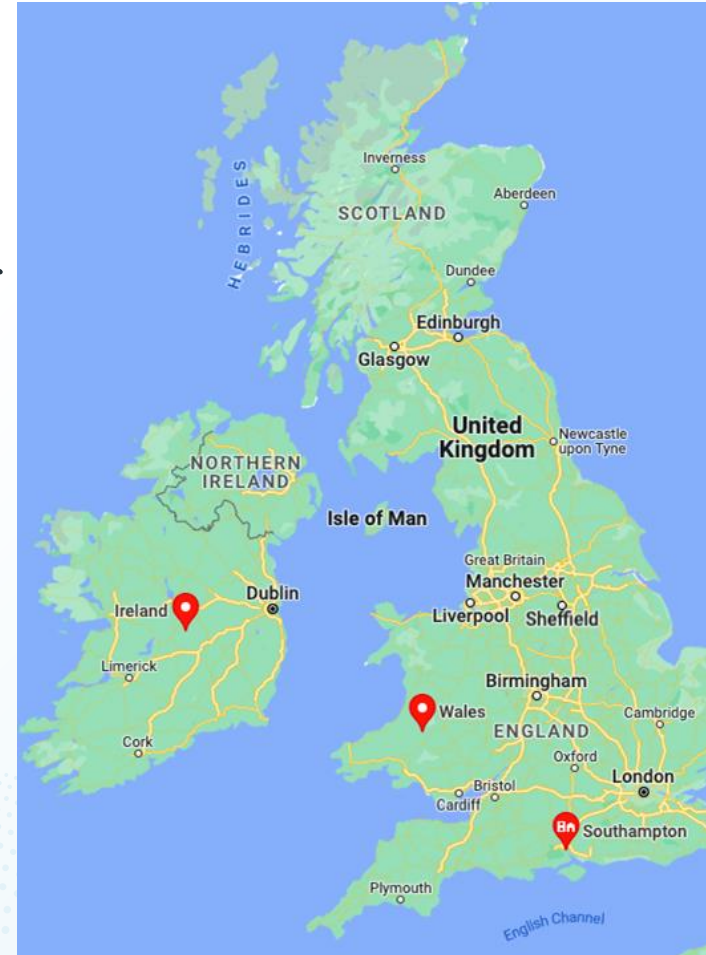 Inverness
Aberdeen
SCOTLAND
HEBRIDES
Dundee
Edinburgh
Glasgow
United
Kingdom
Newcastle
upon Tyne
NORTHERN
IRELAND
Isle of Man
Great Britain
Manchester
Dublin
Ireland
Liverpool
Sheffield
Limerick
Birmingham
Wales
Cambridge
ENGLAND
Cork
Oxford
London
Bristol
Cardiff
Southampton
Plymouth
English Channel